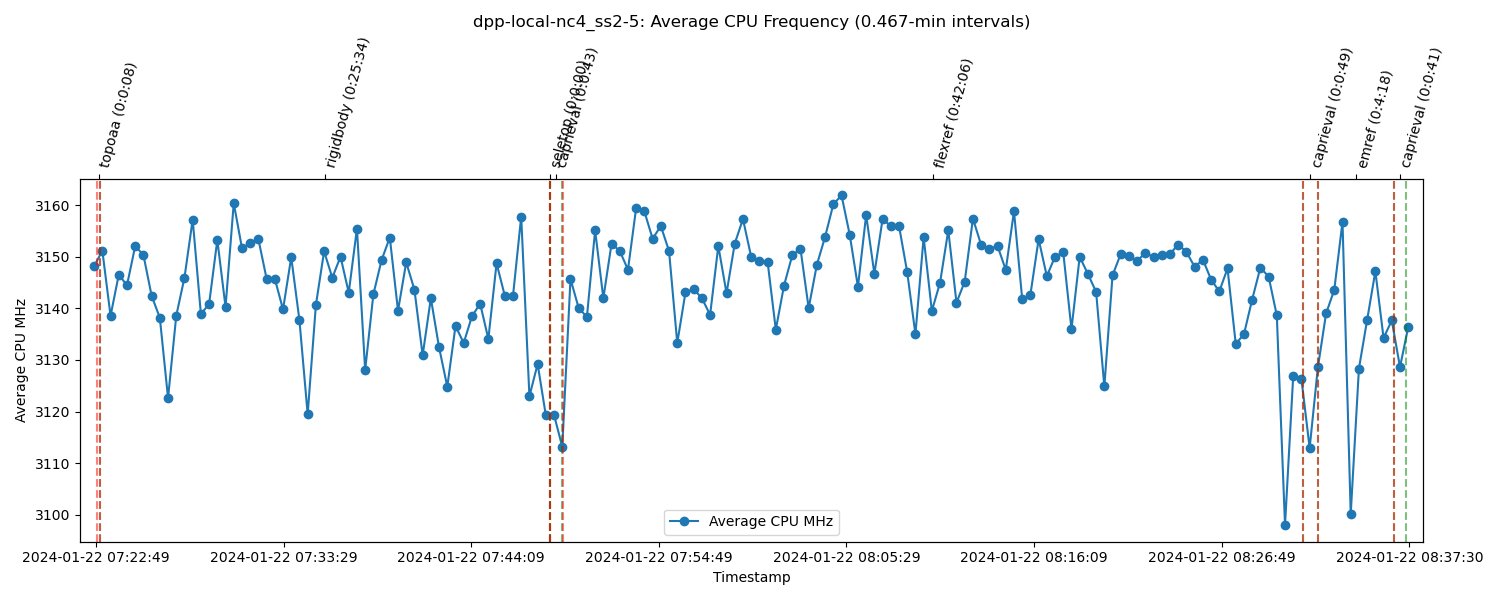 dpp-local-nc4_ss2-5: Average CPU Frequency (0.467-min intervals)
topoaa (0:0:08)
rigidbody (0:25:34)
seletop (0:0:00)
caprieval (0:0:43)
flexref (0:42:06)
caprieval (0:0:49)
emref (0:4:18)
caprieval (0:0:41)
Average CPU MHz
3160
3150
3140
3130
3120
3110
3100
Average CPU MHz
2024-01-22 07:22:49
2024-01-22 07:33:29
2024-01-22 07:44:09
2024-01-22 07:54:49
2024-01-22 08:05:29
2024-01-22 08:16:09
2024-01-22 08:26:49
2024-01-22 08:37:30
Timestamp